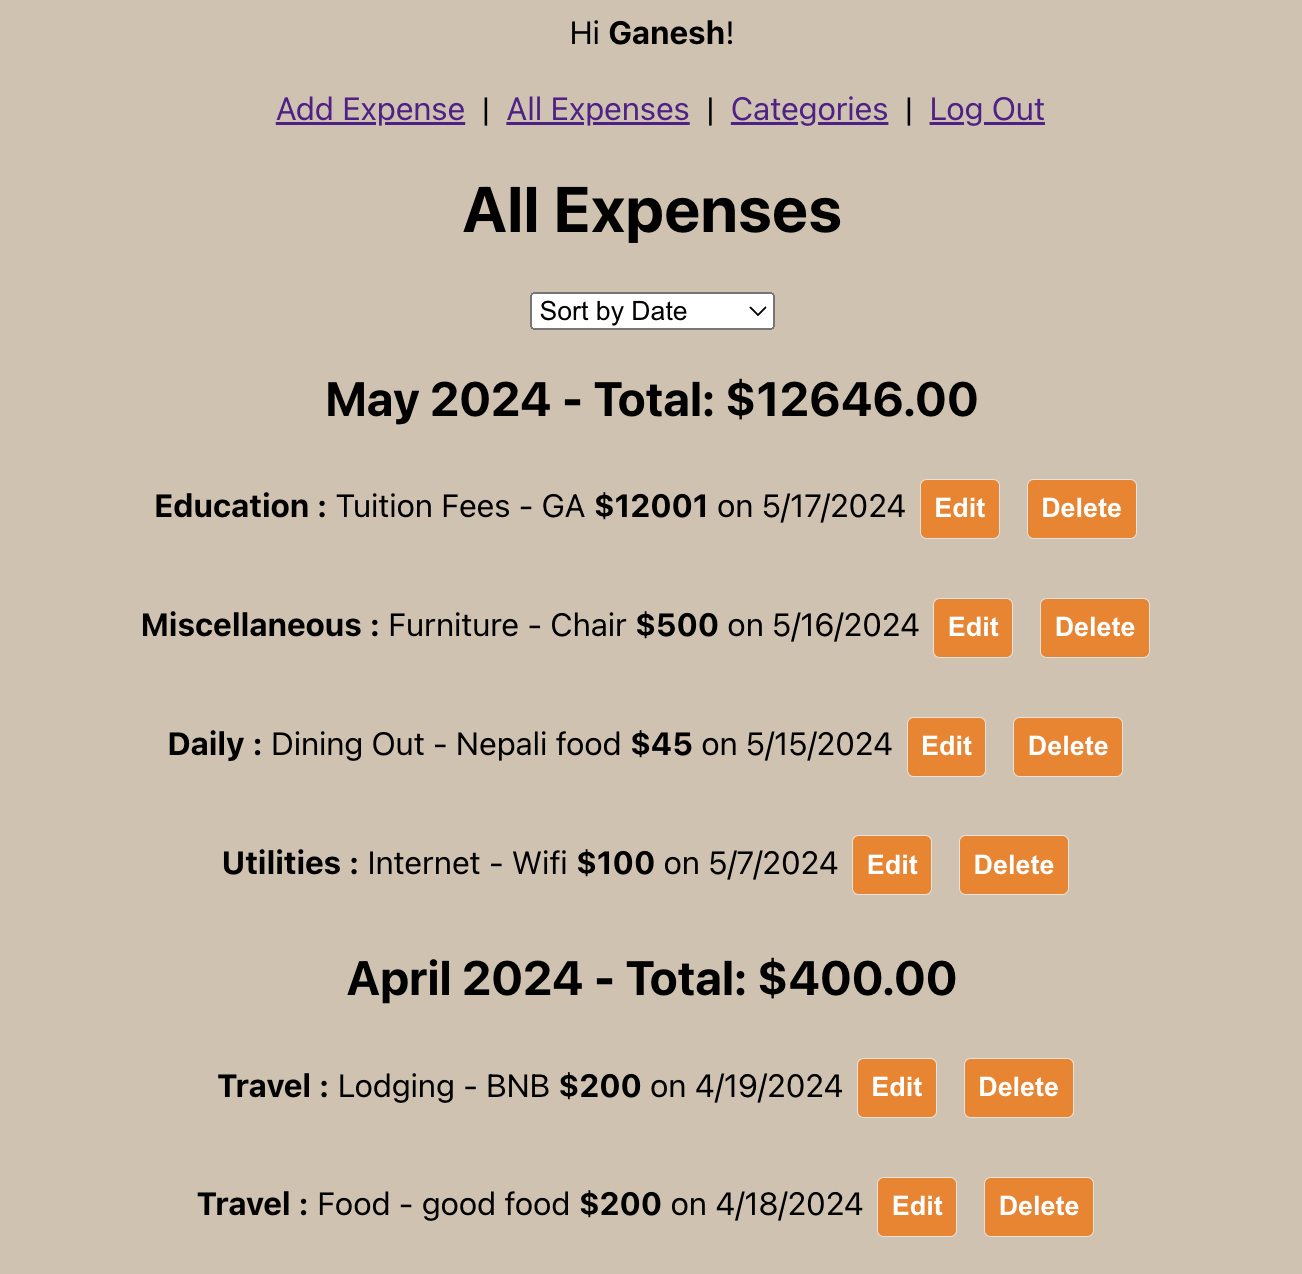 Hi Ganesh!
Add Expense | All Expenses | Categories | Log Out
All Expenses
Sort by Date
May 2024 - Total: $12646.00
Education : Tuition Fees - GA $12001 on 5/17/2024 Edit Delete
Miscellaneous : Furniture - Chair $500 on 5/16/2024 Edit Delete
Daily : Dining Out - Nepali food $45 on 5/15/2024 Edit Delete
Utilities : Internet - Wifi $100 on 5/7/2024 Edit Delete
April 2024 - Total: $400.00
Travel : Lodging - BNB $200 on 4/19/2024 Edit Delete
Travel : Food - good food $200 on 4/18/2024 Edit Delete